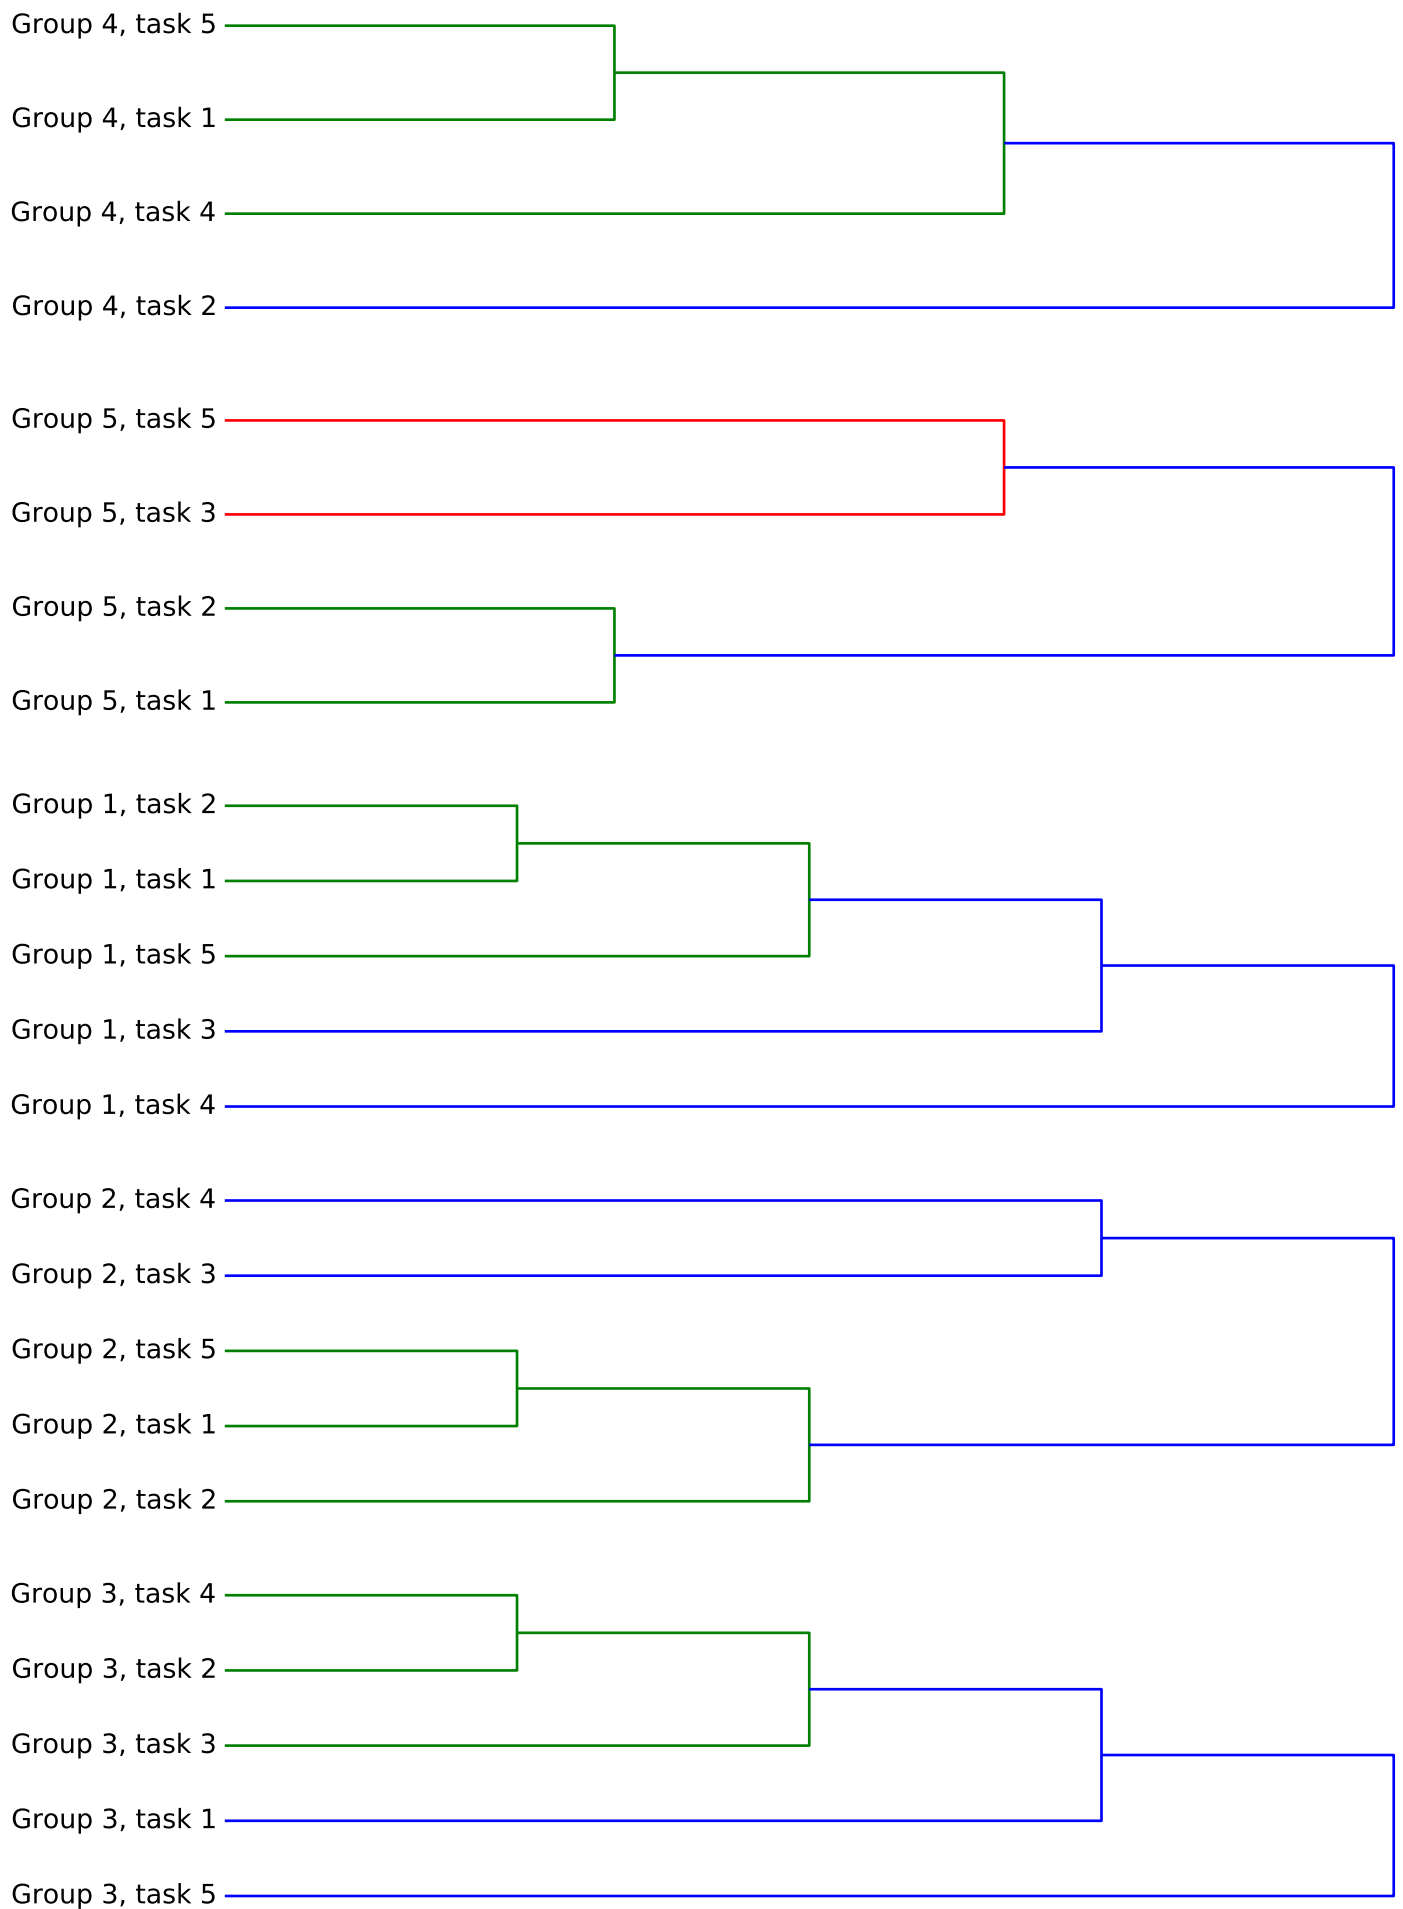 Group 4, task 5
Group 4, task 1
Group 4, task 4
Group 4, task 2
Group 5, task 5
Group 5, task 3
Group 5, task 2
Group 5, task 1
Group 1, task 2
Group 1, task 1
Group 1, task 5
Group 1, task 3
Group 1, task 4
Group 2, task 4
Group 2, task 3
Group 2, task 5
Group 2, task 1
Group 2, task 2
Group 3, task 4
Group 3, task 2
Group 3, task 3
Group 3, task 1
Group 3, task 5